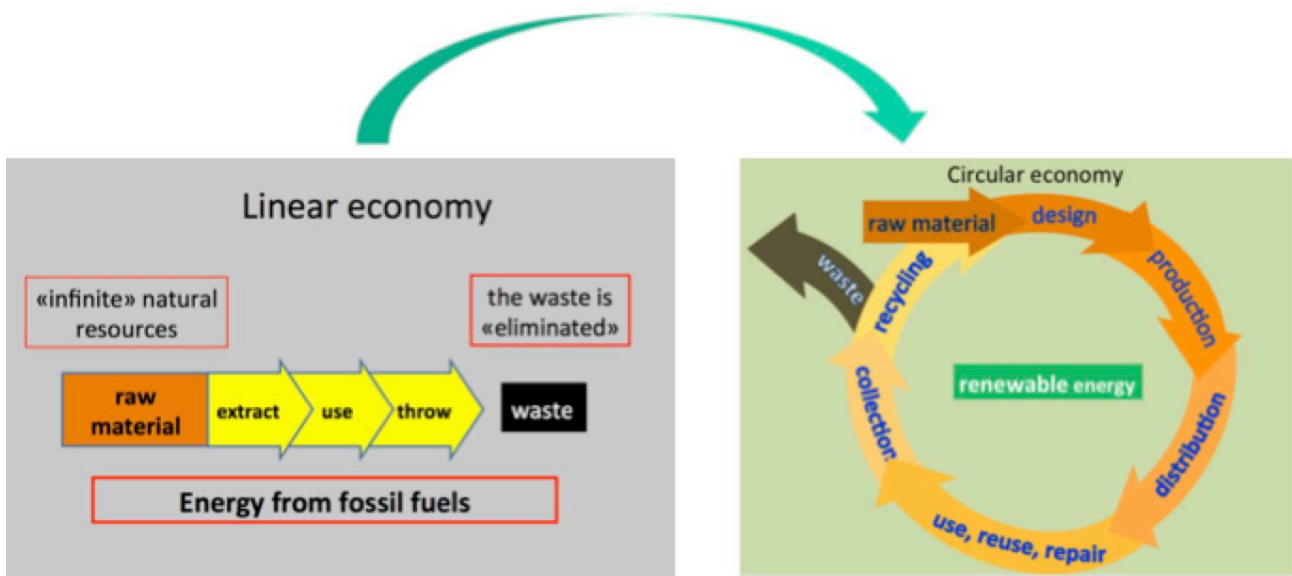 Linear economy
«infinite» natural
resources
the waste is
«eliminated»
raw
material
extract
use
throw
waste
Energy from fossil fuels
Circular economy
raw material
design
production
distribution
use, reuse, repair
collection
recycling
waste
renewable energy